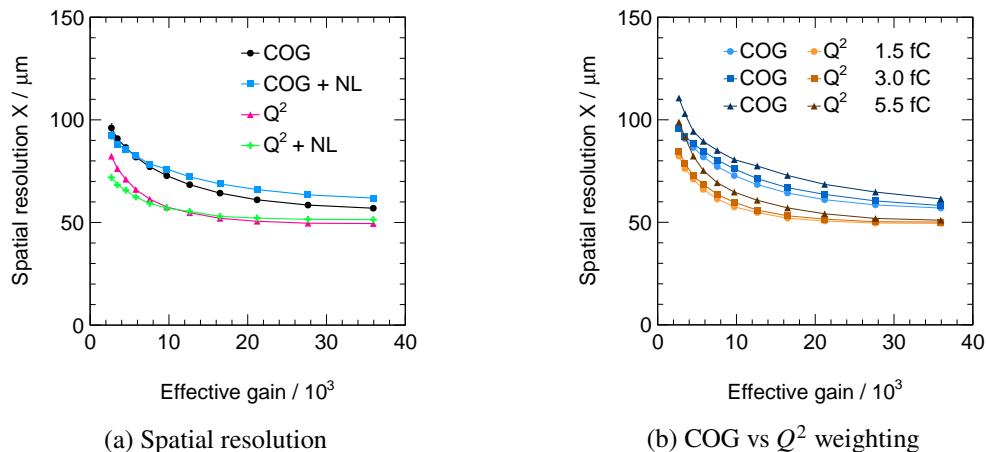 150
100
50
0
0 10 20 30 40
Spatial resolution X / μm
Effective gain / 10³
COG
COG + NL
Q²
Q² + NL
(a) Spatial resolution
150
100
50
0
0 10 20 30 40
Spatial resolution X / μm
Effective gain / 10³
COG Q² 1.5 fC
COG Q² 3.0 fC
COG Q² 5.5 fC
(b) COG vs Q² weighting